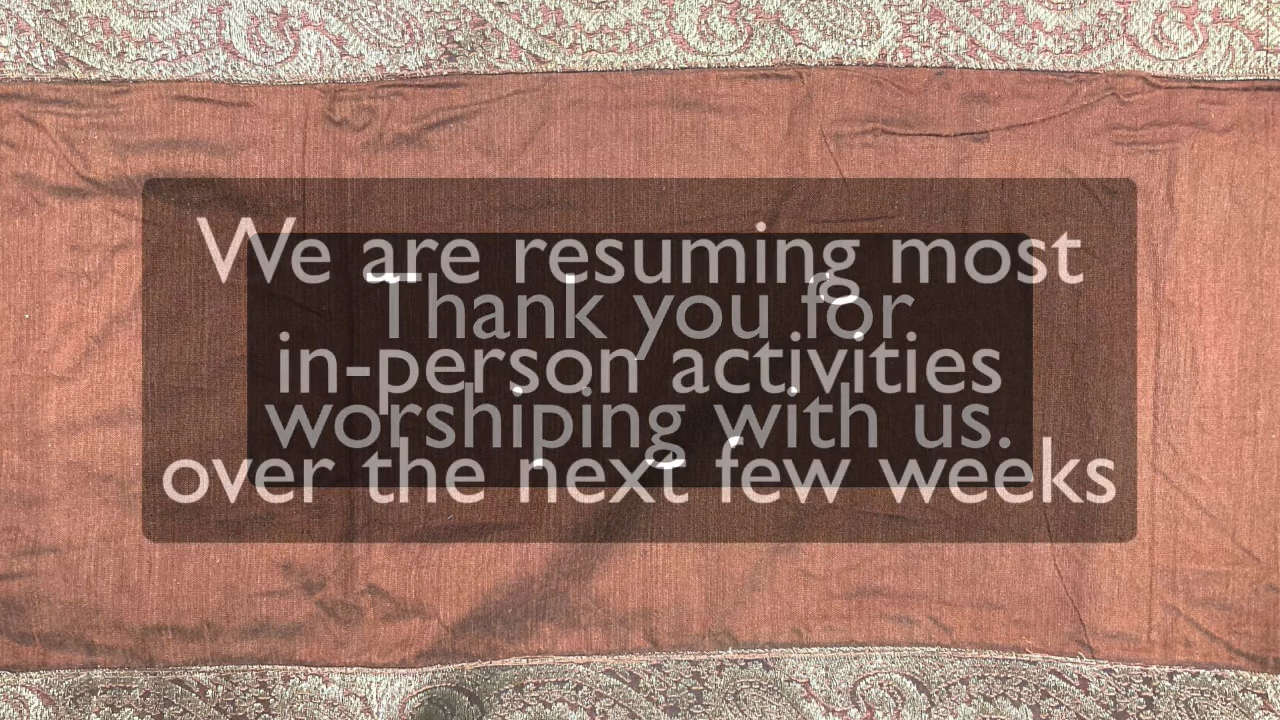 We are resuming most
in-person activities
over the next few weeks
Thank you for
worshiping with us.